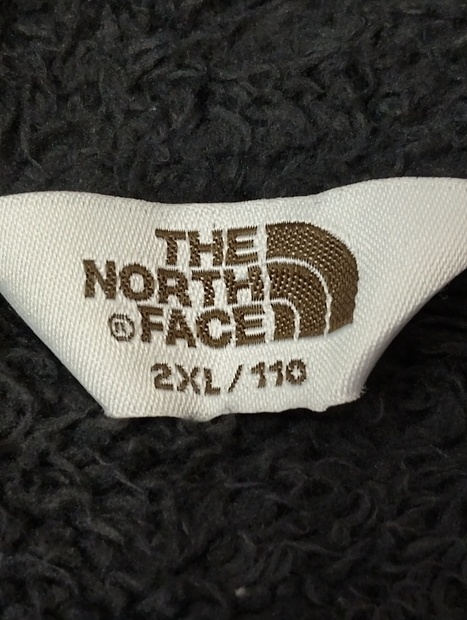 THE
NORTH
®FACE
2XL/110